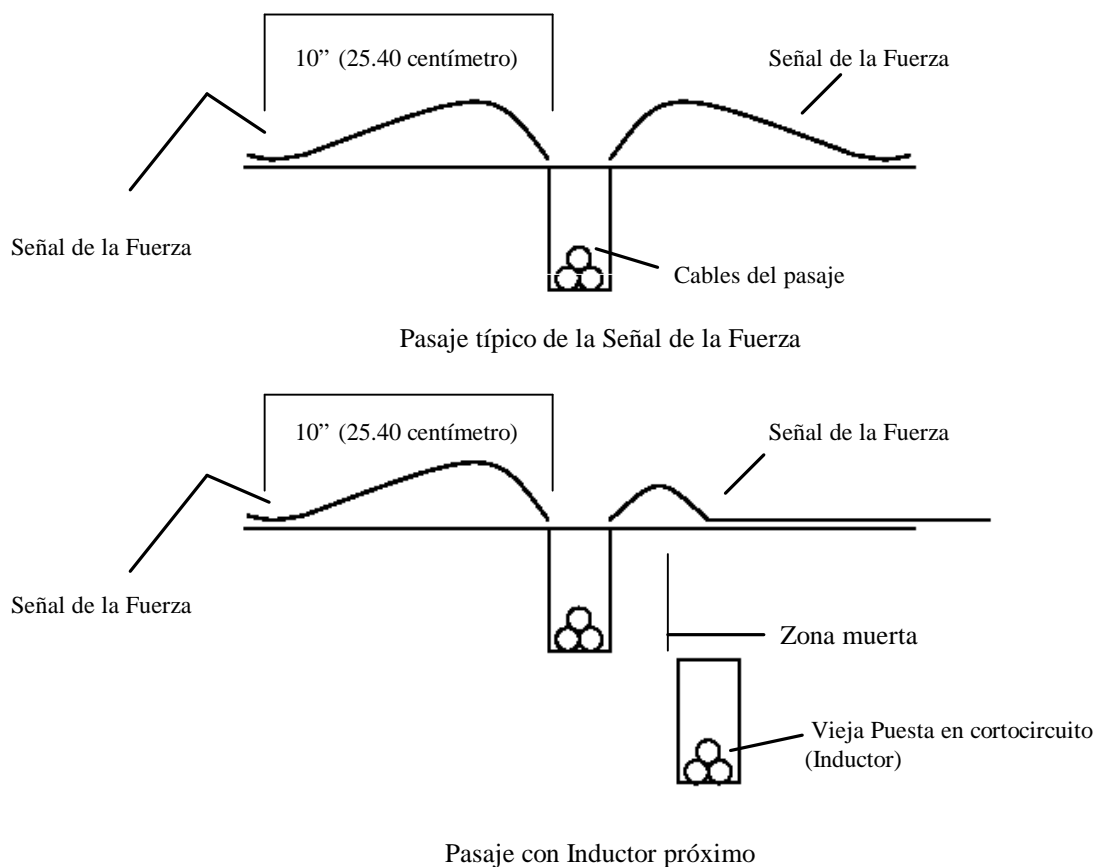 10” (25.40 centímetro)
Señal de la Fuerza
Señal de la Fuerza
Cables del pasaje
Pasaje típico de la Señal de la Fuerza
10” (25.40 centímetro)
Señal de la Fuerza
Señal de la Fuerza
Zona muerta
Vieja Puesta en cortocircuito
(Inductor)
Pasaje con Inductor próximo